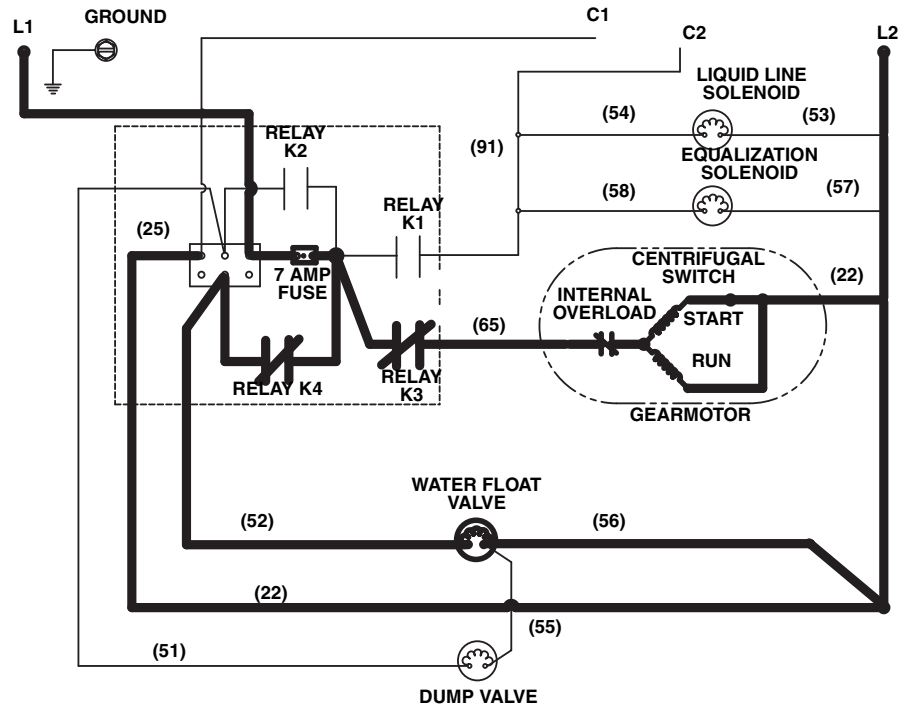 GROUND
L1
C1
C2
L2
LIQUID LINE
SOLENOID
(54)
(53)
RELAY
K2
(91)
EQUALIZATION
SOLENOID
(58)
(57)
RELAY
K1
(25)
7 AMP
FUSE
CENTRIFUGAL
SWITCH
(22)
INTERNAL
OVERLOAD
START
(65)
RUN
RELAY K4
RELAY
K3
GEARMOTOR
WATER FLOAT
VALVE
(52)
(56)
(22)
(55)
(51)
DUMP VALVE